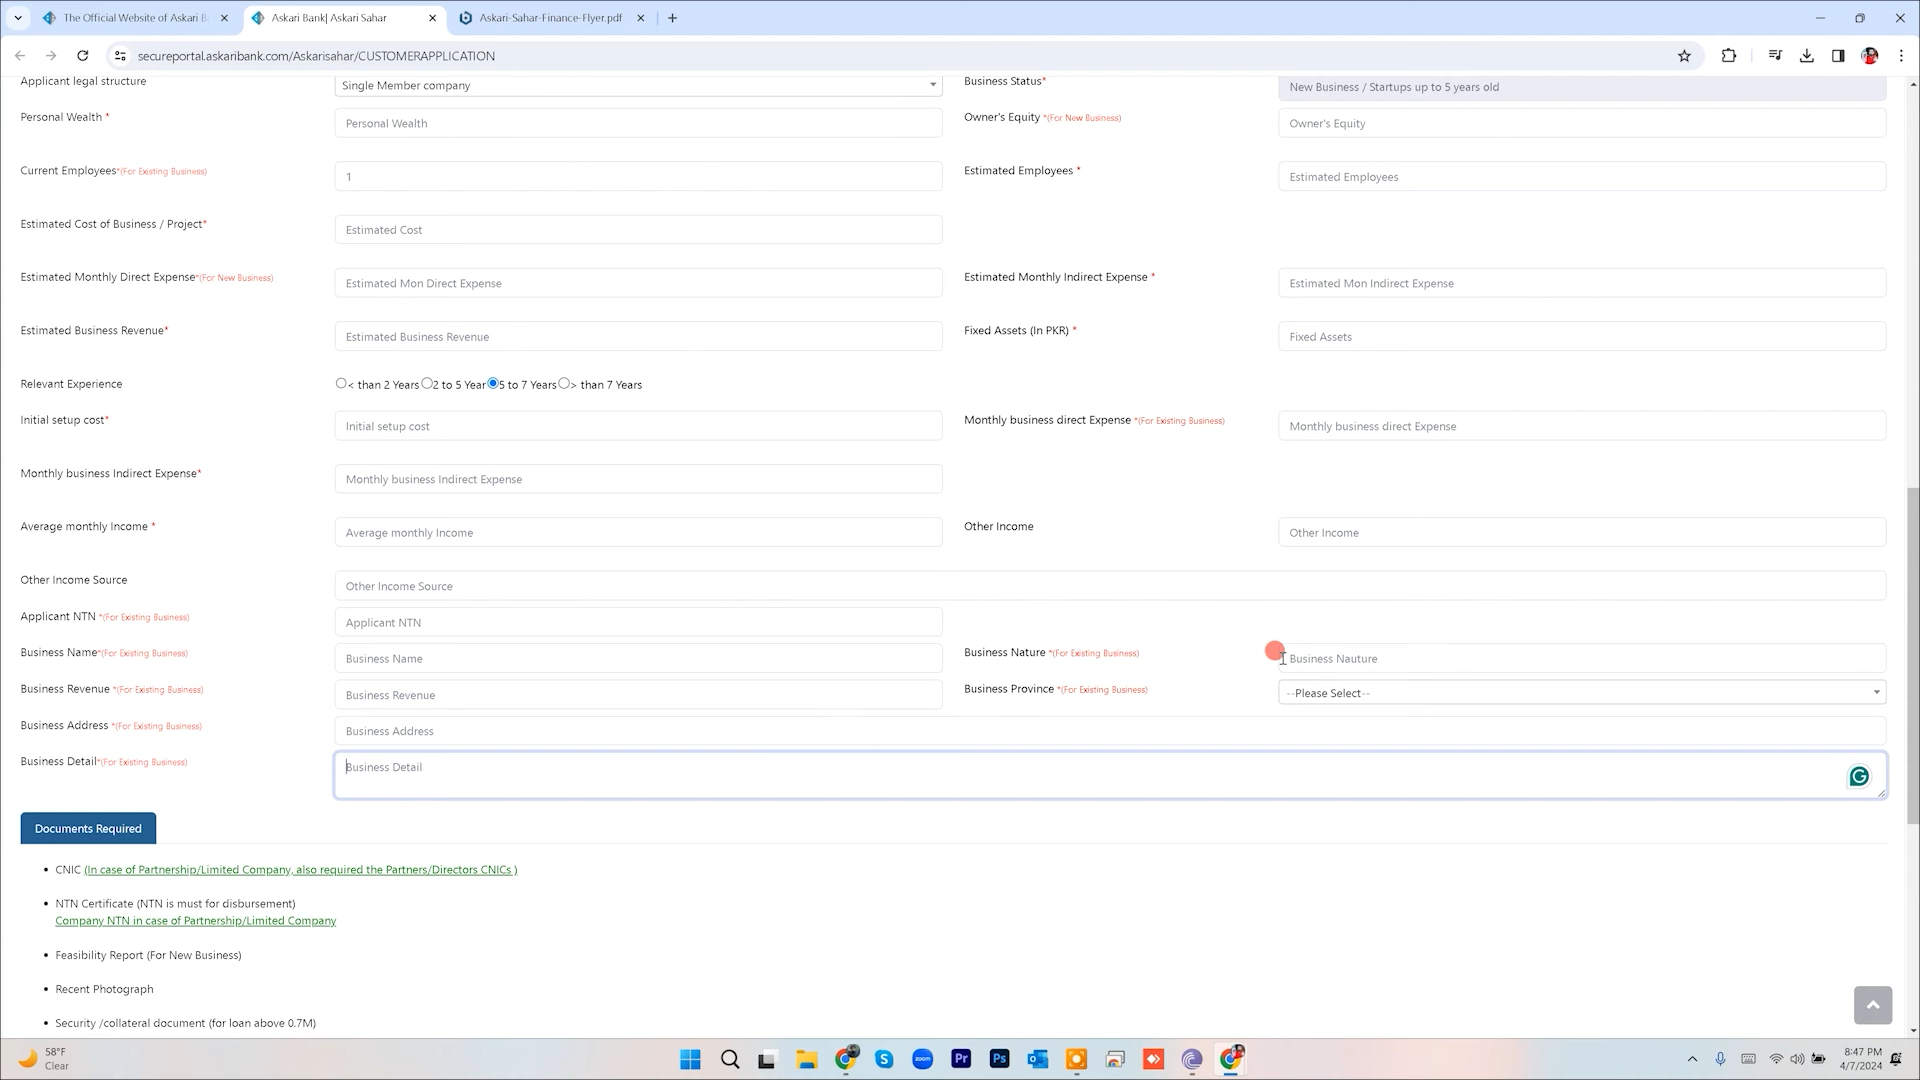 The Official Website of Askari B
Askari Bank| Askari Sahar
Askari-Sahar-Finance-Flyer.pdf
secureportal.askaribank.com/Askarisahar/CUSTOMERAPPLICATION
Applicant legal structure
Single Member company
Business Status*
New Business / Startups up to 5 years old
Personal Wealth *
Personal Wealth
Owner's Equity *(For New Business)
Owner's Equity
Current Employees*(For Existing Business)
1
Estimated Employees *
Estimated Employees
Estimated Cost of Business / Project*
Estimated Cost
Estimated Monthly Direct Expense*(For New Business)
Estimated Mon Direct Expense
Estimated Monthly Indirect Expense *
Estimated Mon Indirect Expense
Estimated Business Revenue*
Estimated Business Revenue
Fixed Assets (In PKR) *
Fixed Assets
Relevant Experience
< than 2 Years 2 to 5 Year 5 to 7 Years > than 7 Years
Initial setup cost*
Initial setup cost
Monthly business direct Expense *(For Existing Business)
Monthly business direct Expense
Monthly business Indirect Expense*
Monthly business Indirect Expense
Average monthly Income *
Average monthly Income
Other Income
Other Income
Other Income Source
Other Income Source
Applicant NTN *(For Existing Business)
Applicant NTN
Business Name*(For Existing Business)
Business Name
Business Nature *(For Existing Business)
Business Nauture
Business Revenue *(For Existing Business)
Business Revenue
Business Province *(For Existing Business)
--Please Select--
Business Address *(For Existing Business)
Business Address
Business Detail*(For Existing Business)
Business Detail
Documents Required
• CNIC (In case of Partnership/Limited Company, also required the Partners/Directors CNICs )
• NTN Certificate (NTN is must for disbursement)
Company NTN in case of Partnership/Limited Company
• Feasibility Report (For New Business)
• Recent Photograph
• Security /collateral document (for loan above 0.7M)
58°F
Clear
zoom
Pr
Ps
8:47 PM
4/7/2024